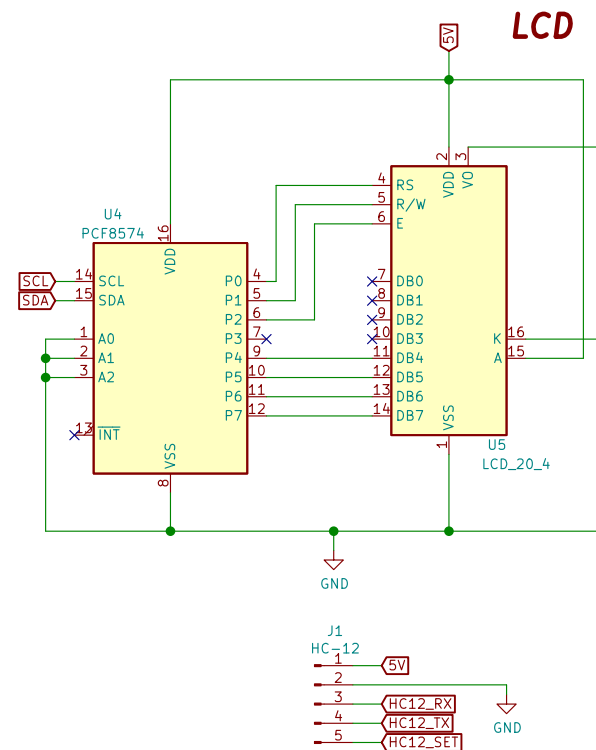 LCD
5V
2 3
VDD VO
4 RS
5 R/W
6 E
U4
PCF8574
16
VDD
SCL 14 SCL P0 4
SDA 15 SDA P1 5
P2 6
7 DB0
8 DB1
9 DB2
1 A0 P3 7 10 DB3 K 16
2 A1 P4 9 11 DB4 A 15
3 A2 P5 10 12 DB5
P6 11 13 DB6
P7 12 14 DB7
13 INT
VSS
8
VSS
1
U5
LCD_20_4
GND
J1
HC-12
1 5V
2
3 HC12_RX
4 HC12_TX
GND
5 HC12_SET